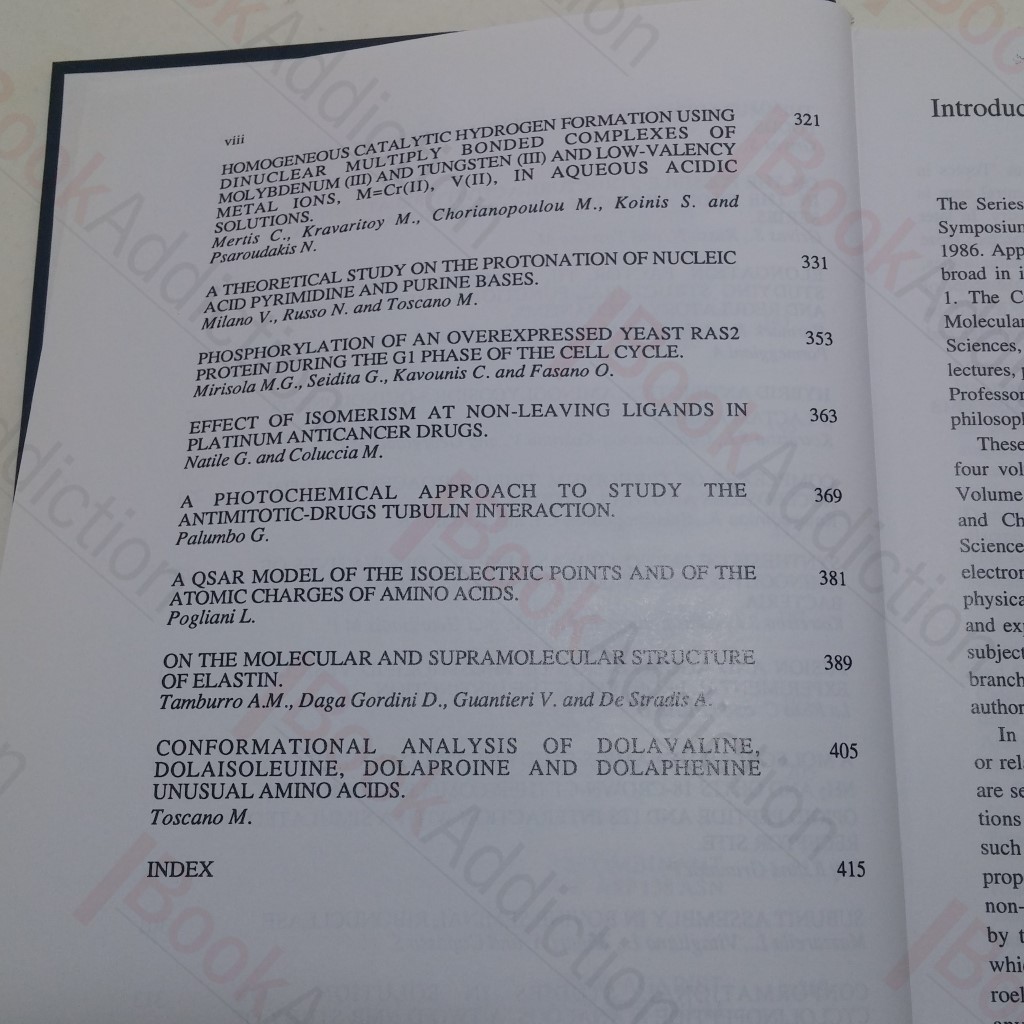 viii
HOMOGENEOUS CATALYTIC HYDROGEN FORMATION USING 321
DINUCLEAR MULTIPLY BONDED COMPLEXES OF
MOLYBDENUM (III) AND TUNGSTEN (III) AND LOW-VALENCY
METAL IONS, M=Cr(II), V(II), IN AQUEOUS ACIDIC
SOLUTIONS.
Mertis C., Kravaritoy M., Chorianopoulou M., Koinis S. and
Psaroudakis N.
A THEORETICAL STUDY ON THE PROTONATION OF NUCLEIC 331
ACID PYRIMIDINE AND PURINE BASES.
Milano V., Russo N. and Toscano M.
PHOSPHORYLATION OF AN OVEREXPRESSED YEAST RAS2 353
PROTEIN DURING THE G1 PHASE OF THE CELL CYCLE.
Mirisola M.G., Seidita G., Kavounis C. and Fasano O.
EFFECT OF ISOMERISM AT NON-LEAVING LIGANDS IN 363
PLATINUM ANTICANCER DRUGS.
Natile G. and Coluccia M.
A PHOTOCHEMICAL APPROACH TO STUDY THE 369
ANTIMITOTIC-DRUGS TUBULIN INTERACTION.
Palumbo G.
A QSAR MODEL OF THE ISOELECTRIC POINTS AND OF THE 381
ATOMIC CHARGES OF AMINO ACIDS.
Pogliani L.
ON THE MOLECULAR AND SUPRAMOLECULAR STRUCTURE 389
OF ELASTIN.
Tamburro A.M., Daga Gordini D., Guantieri V. and De Stradis A.
CONFORMATIONAL ANALYSIS OF DOLAVALINE, 405
DOLAISOLEUINE, DOLAPROINE AND DOLAPHENINE
UNUSUAL AMINO ACIDS.
Toscano M.
INDEX 415
Introduc
The Series
Symposium
1986. App
broad in i
1. The C
Molecular
Sciences,
lectures, p
Professor
philosoph
These
four vol
Volume
and Ch
Science
electron
physica
and ex
subject
branch
author
In
or rel
are se
tions
such
prop
non-
by t
whi
roel
BookAddiction